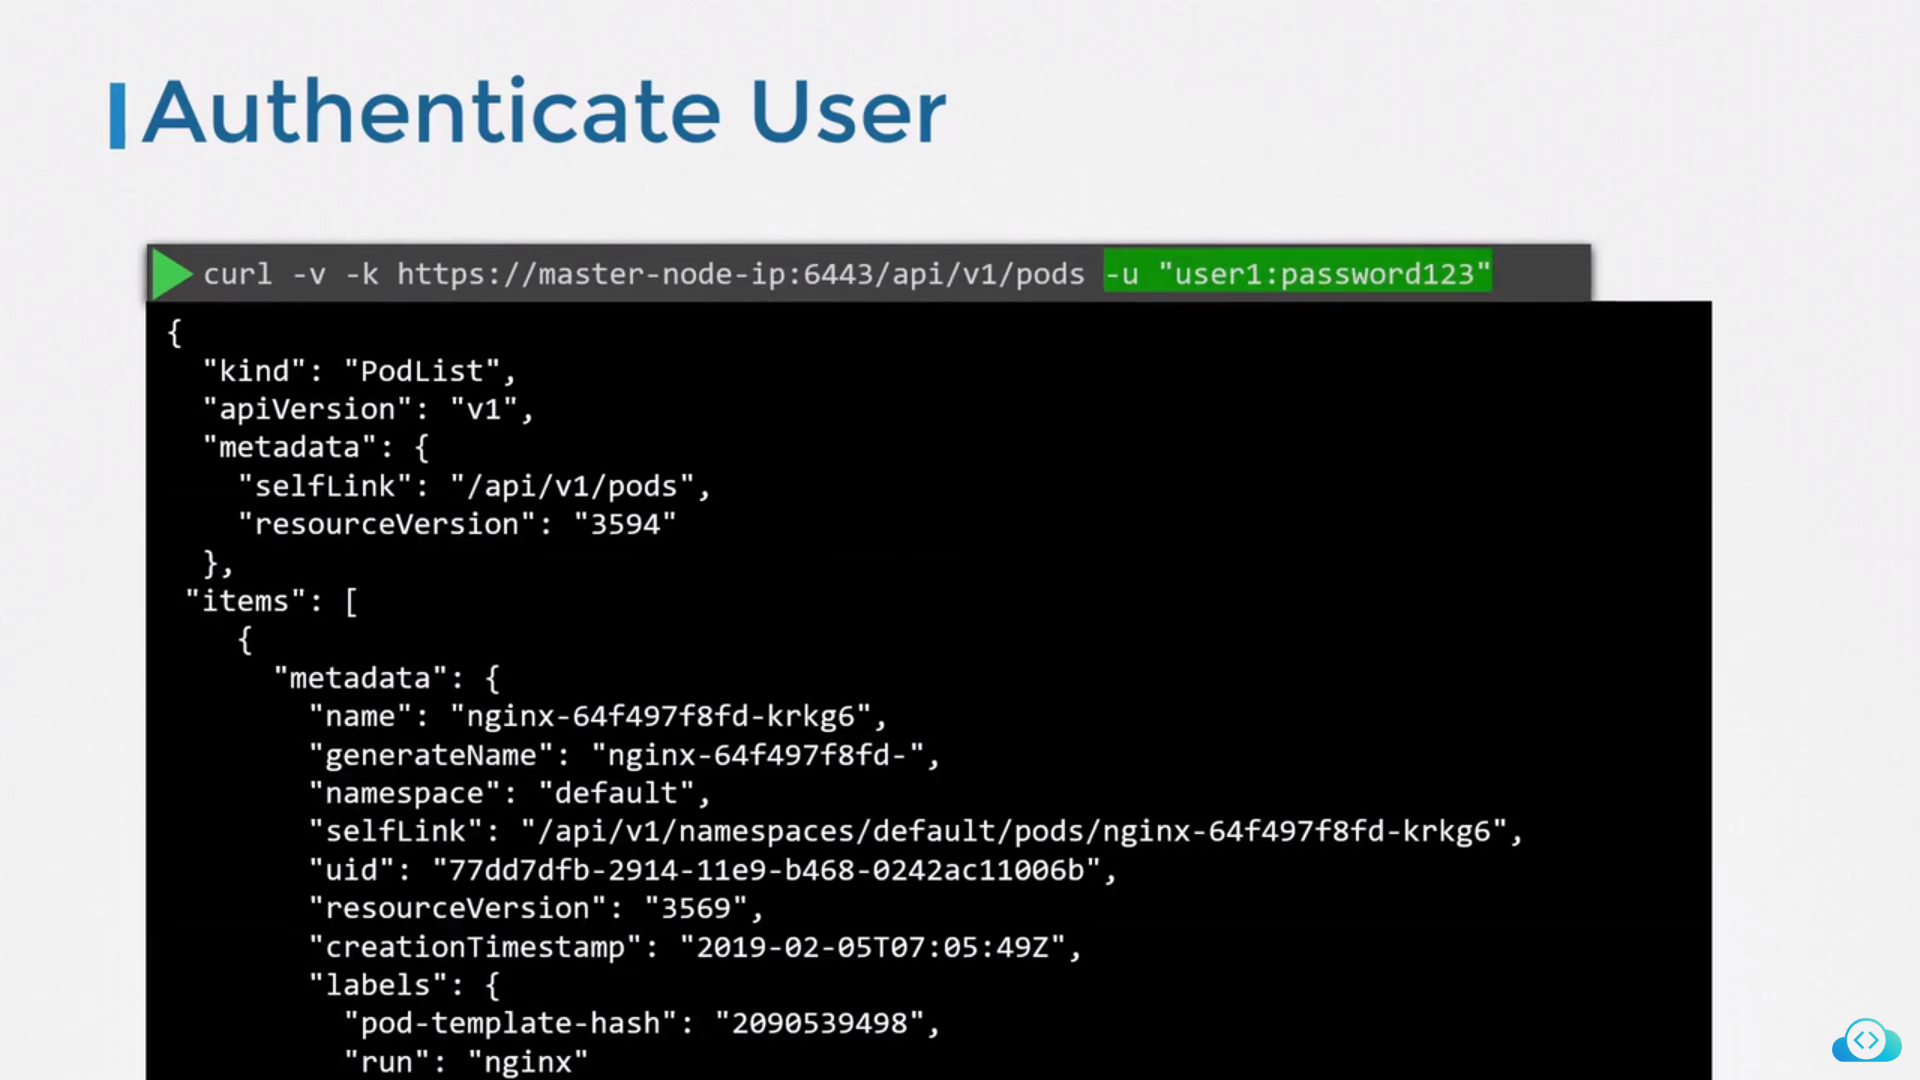 Authenticate User
curl -v -k https://master-node-ip:6443/api/v1/pods -u "user1:password123"
{
"kind": "PodList",
"apiVersion": "v1",
"metadata": {
"selfLink": "/api/v1/pods",
"resourceVersion": "3594"
},
"items": [
{
"metadata": {
"name": "nginx-64f497f8fd-krkg6",
"generateName": "nginx-64f497f8fd-",
"namespace": "default",
"selfLink": "/api/v1/namespaces/default/pods/nginx-64f497f8fd-krkg6",
"uid": "77dd7dfb-2914-11e9-b468-0242ac11006b",
"resourceVersion": "3569",
"creationTimestamp": "2019-02-05T07:05:49Z",
"labels": {
"pod-template-hash": "2090539498",
"run": "nginx"